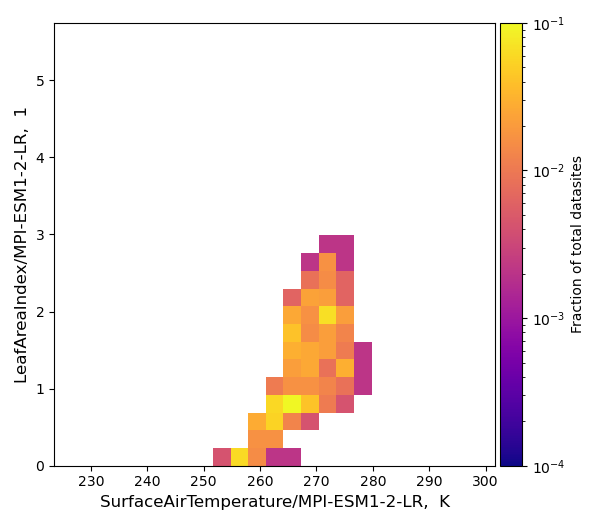 5
4
3
2
1
0
LeafAreaIndex/MPI-ESM1-2-LR,  1
230 240 250 260 270 280 290 300
SurfaceAirTemperature/MPI-ESM1-2-LR,  K
10⁻¹
10⁻²
10⁻³
10⁻⁴
Fraction of total datasites